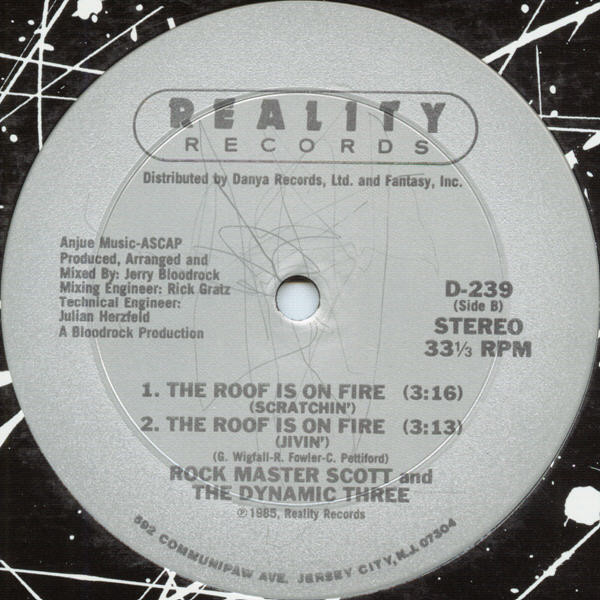 REALITY
RECORDS
Distributed by Danya Records, Ltd. and Fantasy, Inc.
Anjue Music-ASCAP
Produced, Arranged and
Mixed By: Jerry Bloodrock
Mixing Engineer: Rick Gratz
Technical Engineer:
Julian Herzfeld
A Bloodrock Production
D-239
(Side B)
STEREO
33⅓ RPM
1. THE ROOF IS ON FIRE (3:16)
(SCRATCHIN')
2. THE ROOF IS ON FIRE (3:13)
(JIVIN')
(G. Wigfall-R. Fowler-C. Pettiford)
ROCK MASTER SCOTT and
THE DYNAMIC THREE
℗ 1985, Reality Records
592 COMMUNIPAW AVE. JERSEY CITY, N.J. 07304